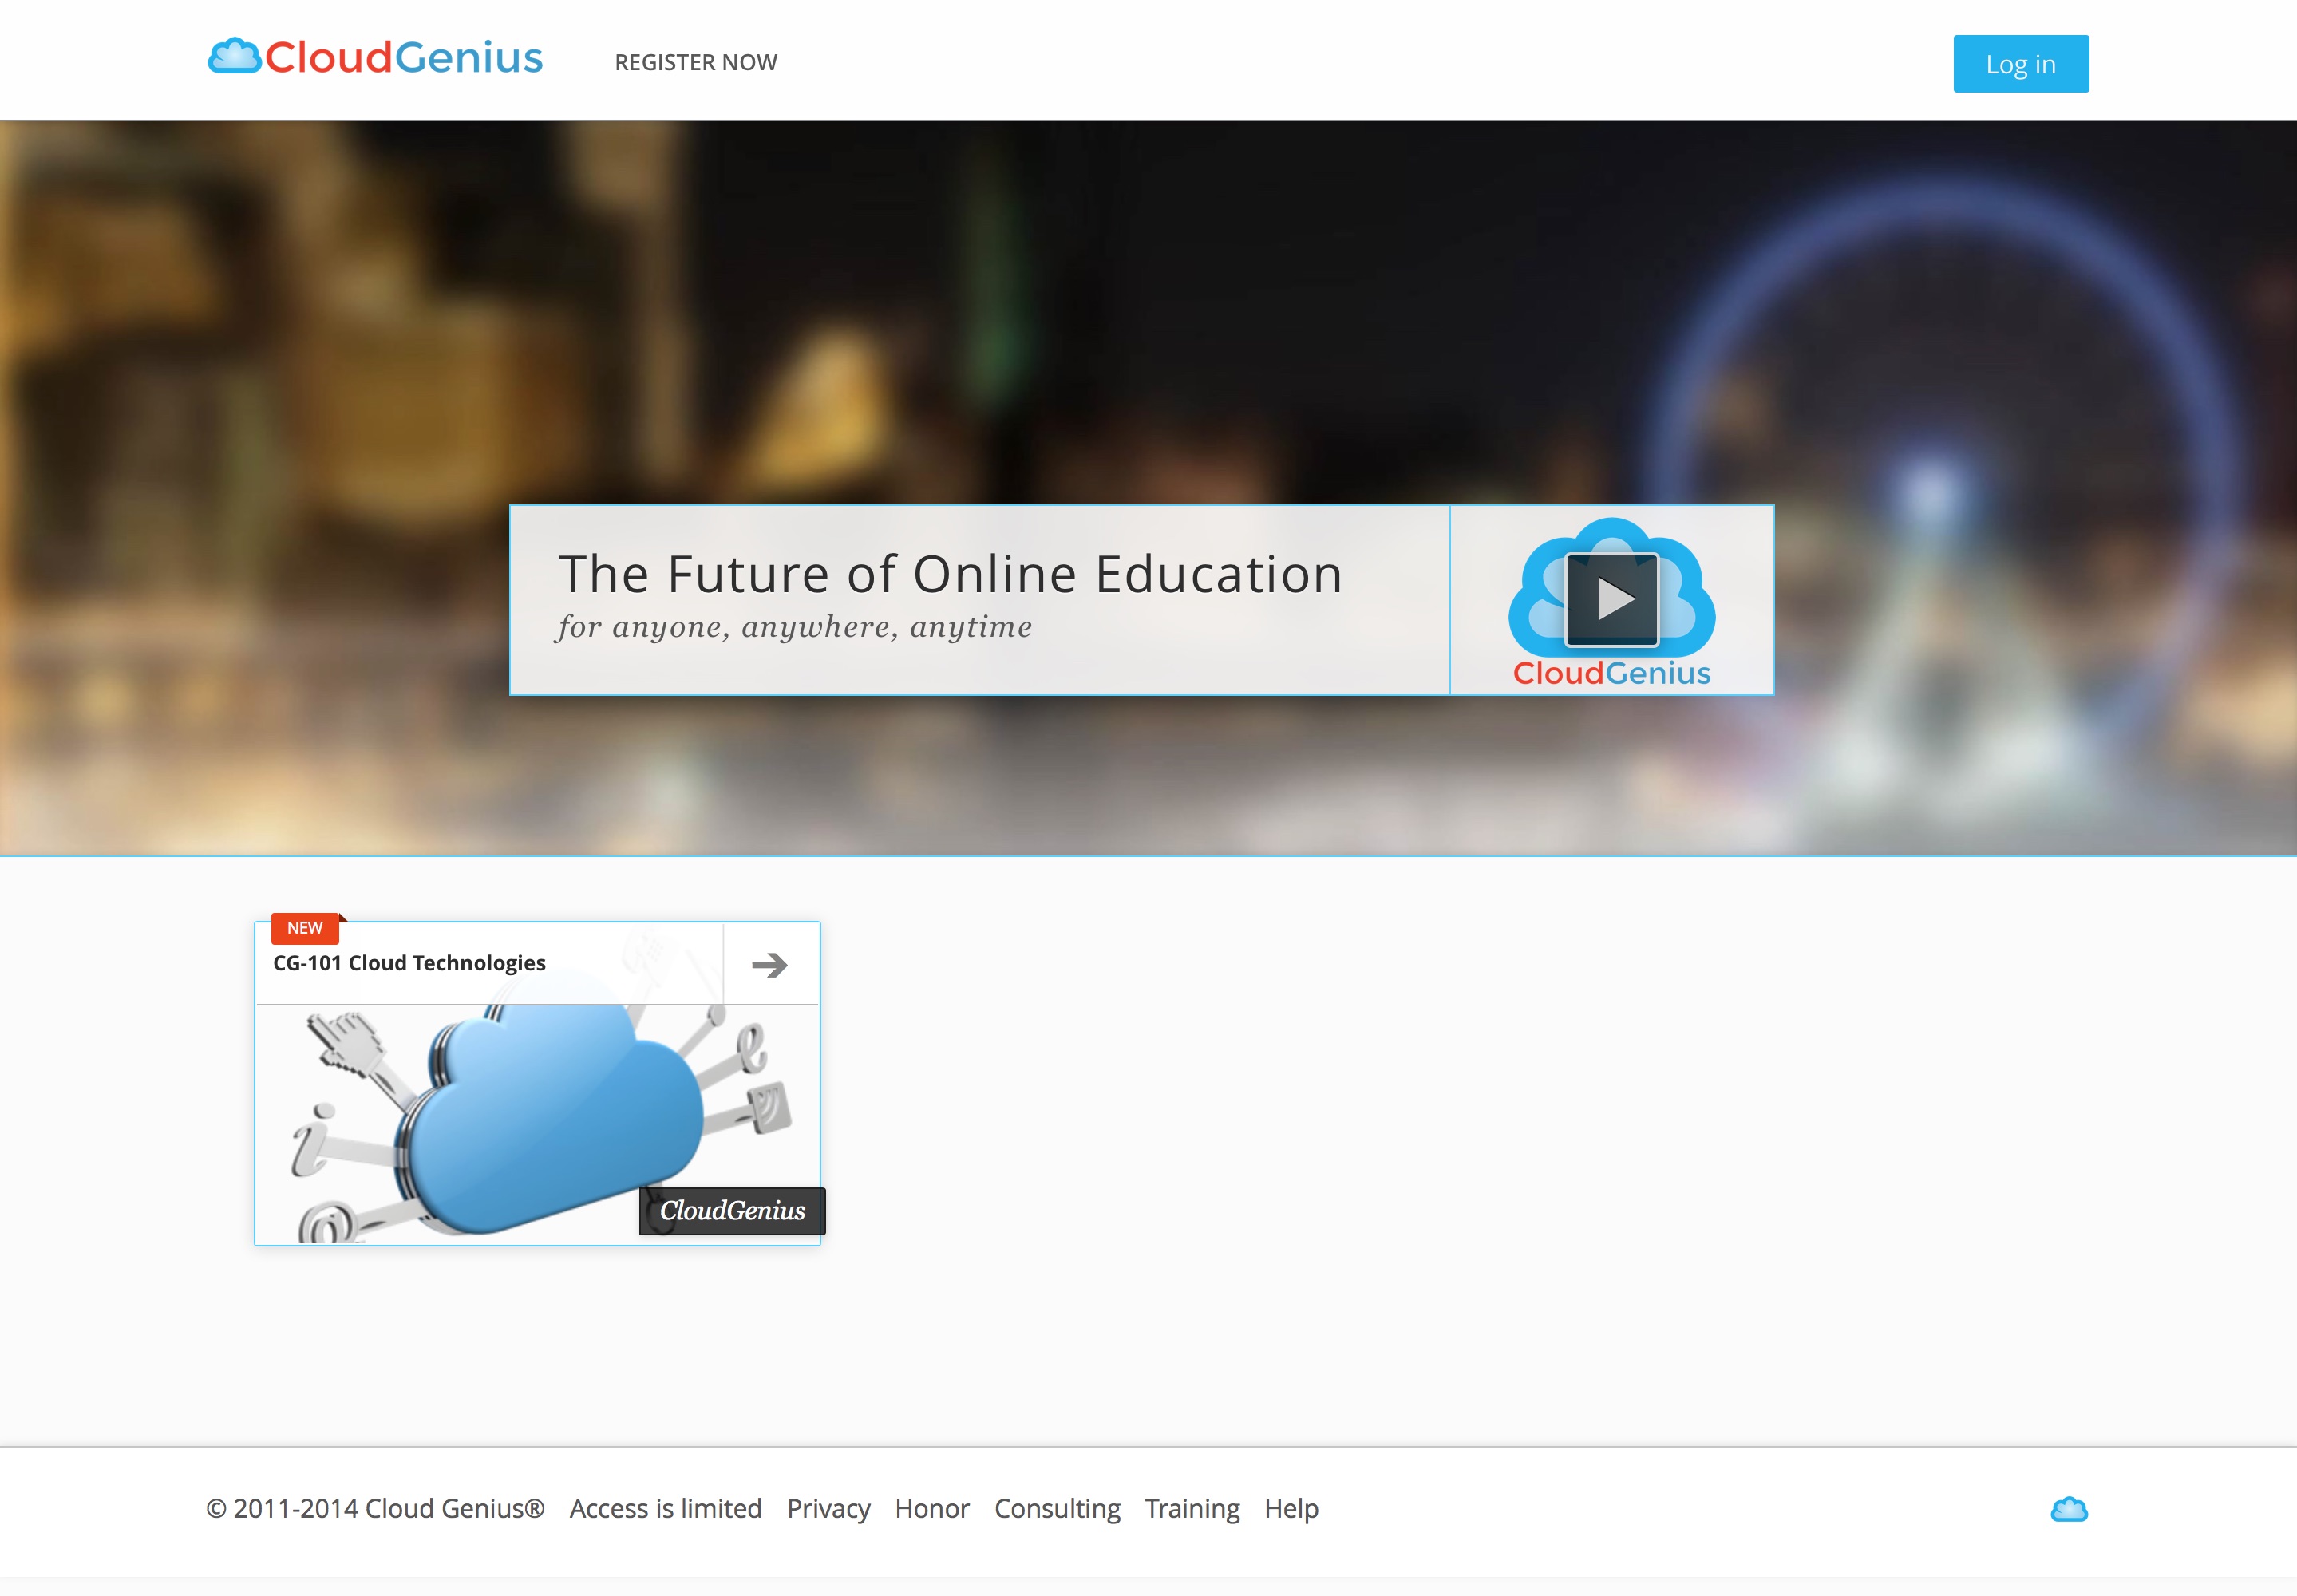 CloudGenius
REGISTER NOW
Log in
The Future of Online Education
for anyone, anywhere, anytime
CloudGenius
NEW
CG-101 Cloud Technologies
CloudGenius
© 2011-2014 Cloud Genius® Access is limited Privacy Honor Consulting Training Help